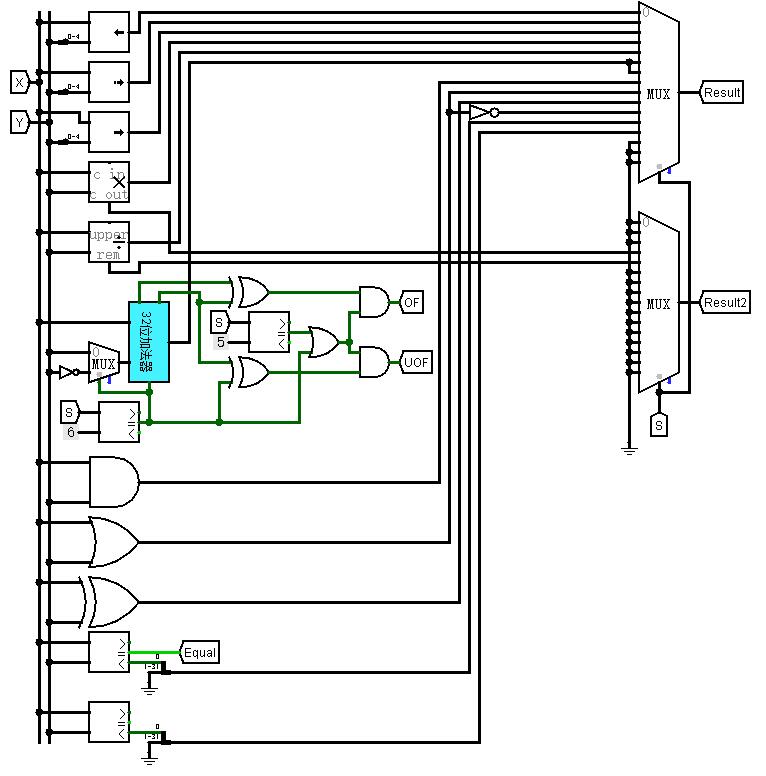 0
0-4
X
0-4
MUX
Result
Y
0-4
c in
×
c out
0
upper
÷
rem
MUX
Result2
OF
S
>
=
<
5
32位加法器
0
MUX
UOF
S
>
=
<
6
S
>
=
<
Equal
0
1-31
>
=
<
0
1-31